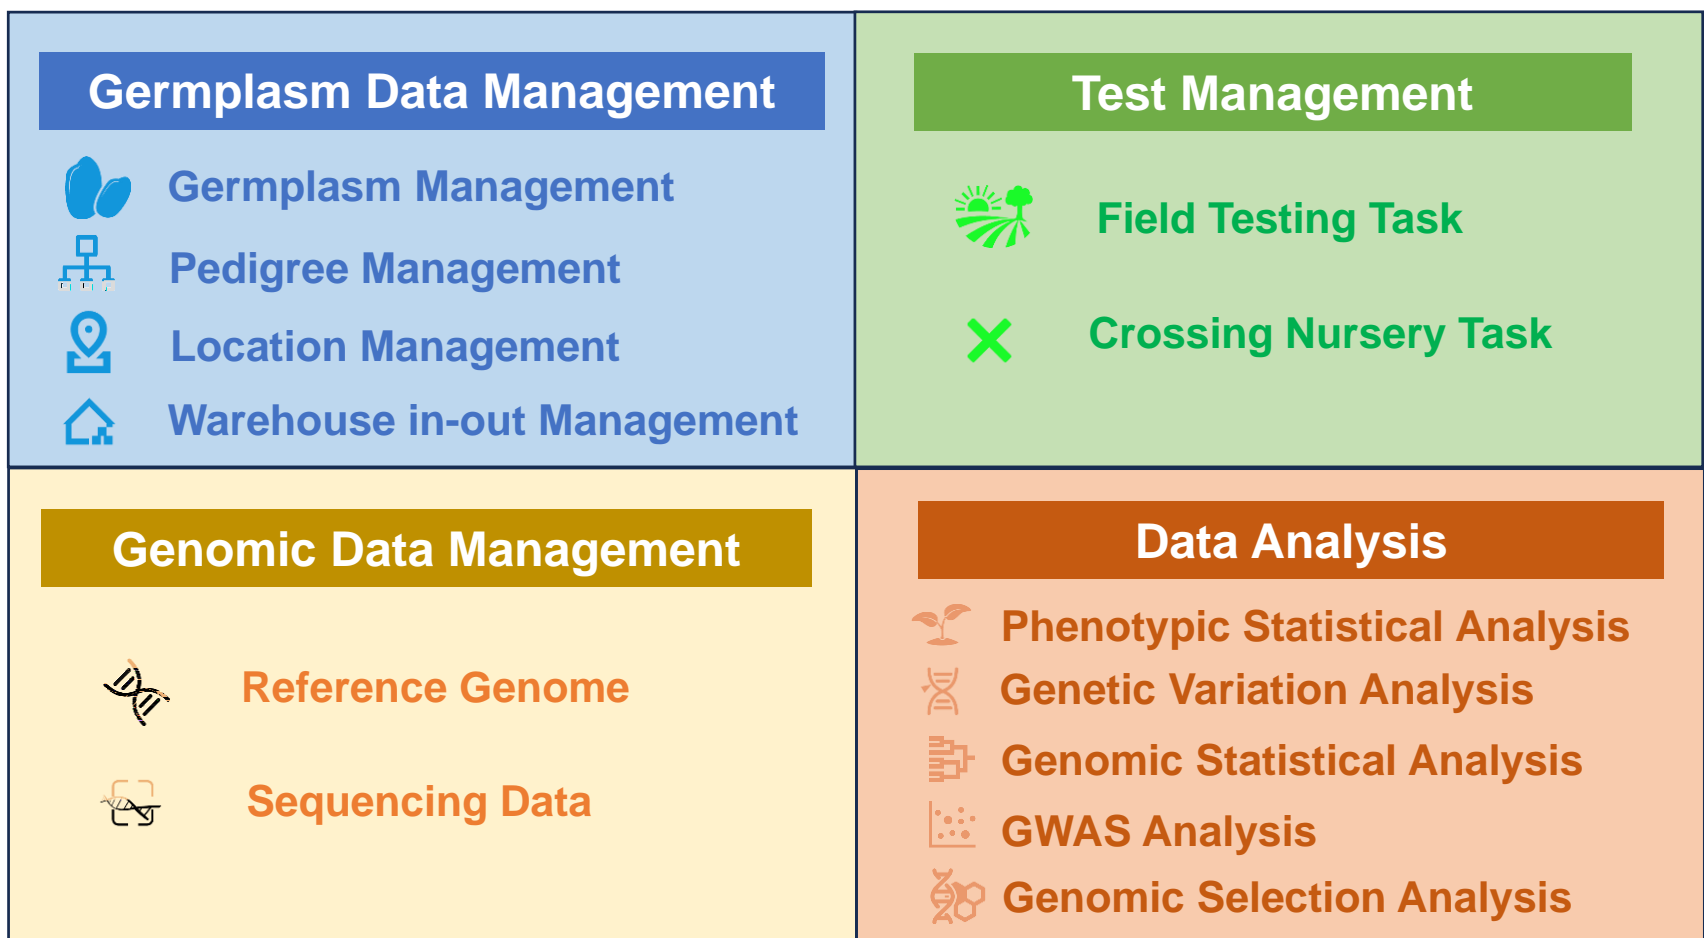 Germplasm Data Management
Germplasm Management
Pedigree Management
Location Management
Warehouse in-out Management
Test Management
Field Testing Task
Crossing Nursery Task
Genomic Data Management
Reference Genome
Sequencing Data
Data Analysis
Phenotypic Statistical Analysis
Genetic Variation Analysis
Genomic Statistical Analysis
GWAS Analysis
Genomic Selection Analysis